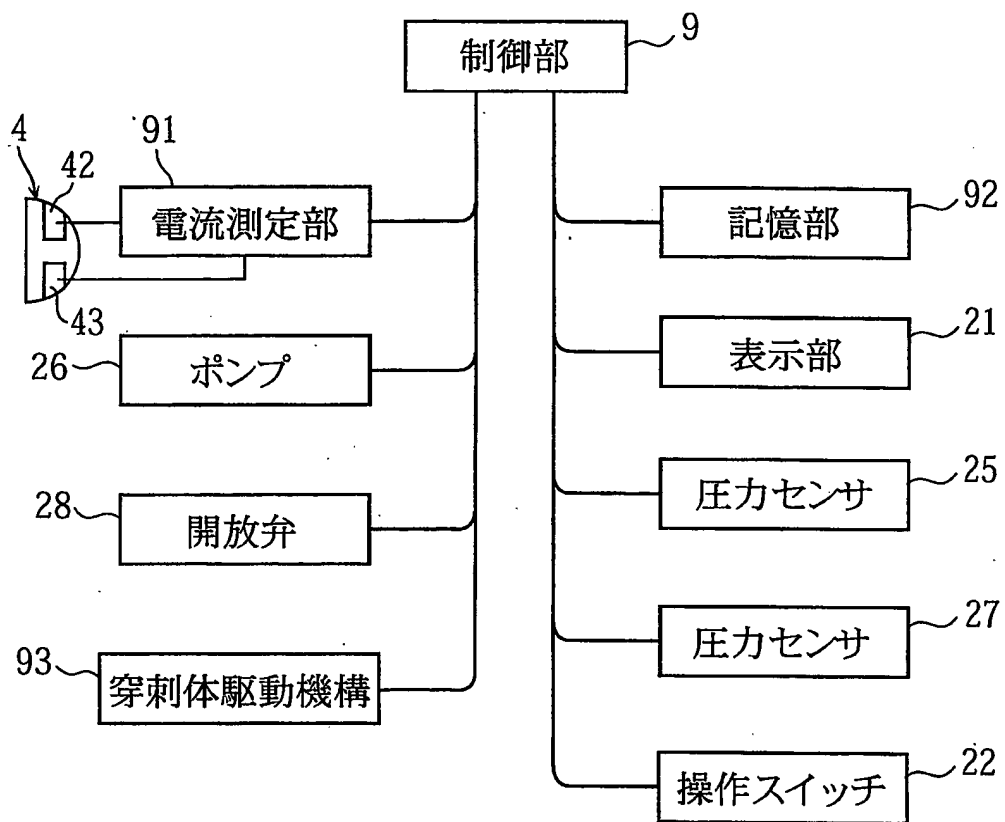 9
制御部
4
42
91
電流測定部
43
92
記憶部
26
ポンプ
21
表示部
28
開放弁
25
圧力センサ
93
穿刺体駆動機構
27
圧力センサ
22
操作スイッチ